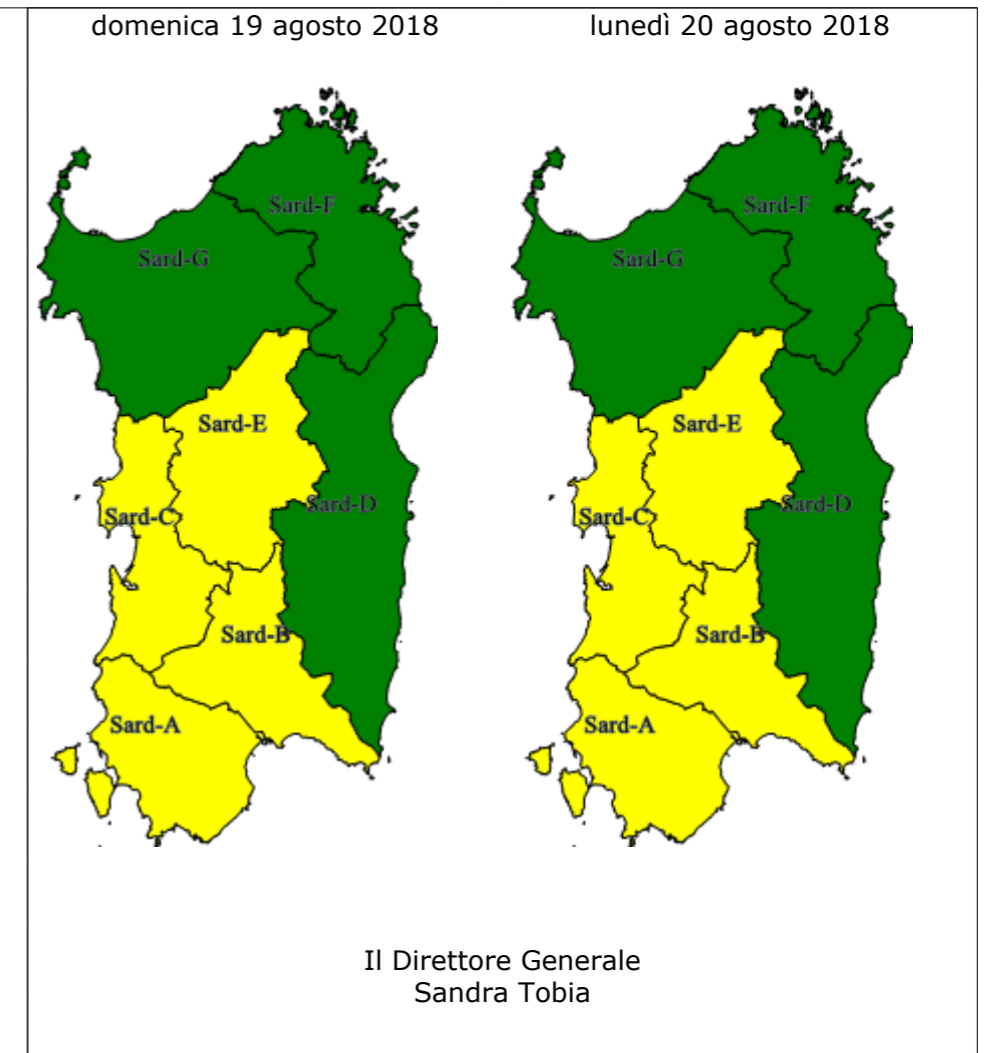 domenica 19 agosto 2018
lunedì 20 agosto 2018
Sard-F
Sard-G
Sard-E
Sard-D
Sard-C
Sard-B
Sard-A
Sard-F
Sard-G
Sard-E
Sard-D
Sard-C
Sard-B
Sard-A
Il Direttore Generale
Sandra Tobia